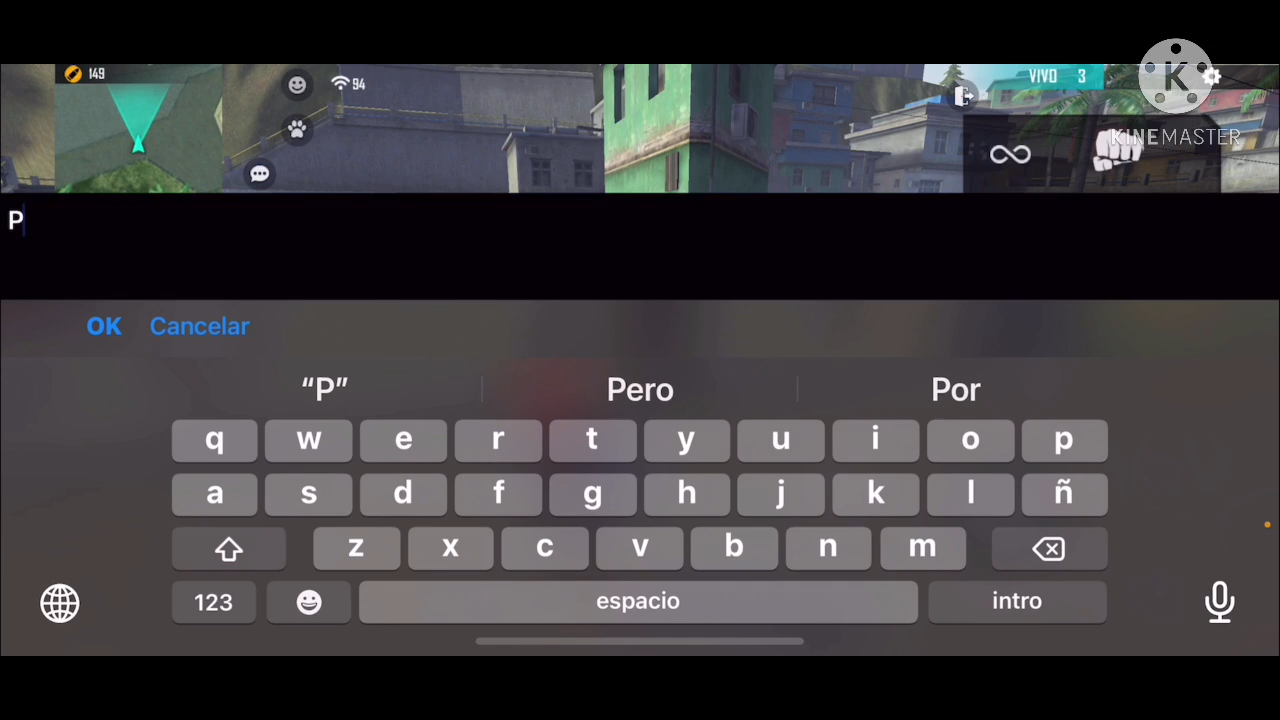 149
94
VIVO 3
K
KINEMASTER
P
OK Cancelar
“P” Pero Por
q w e r t y u i o p
a s d f g h j k l ñ
z x c v b n m
123 espacio intro